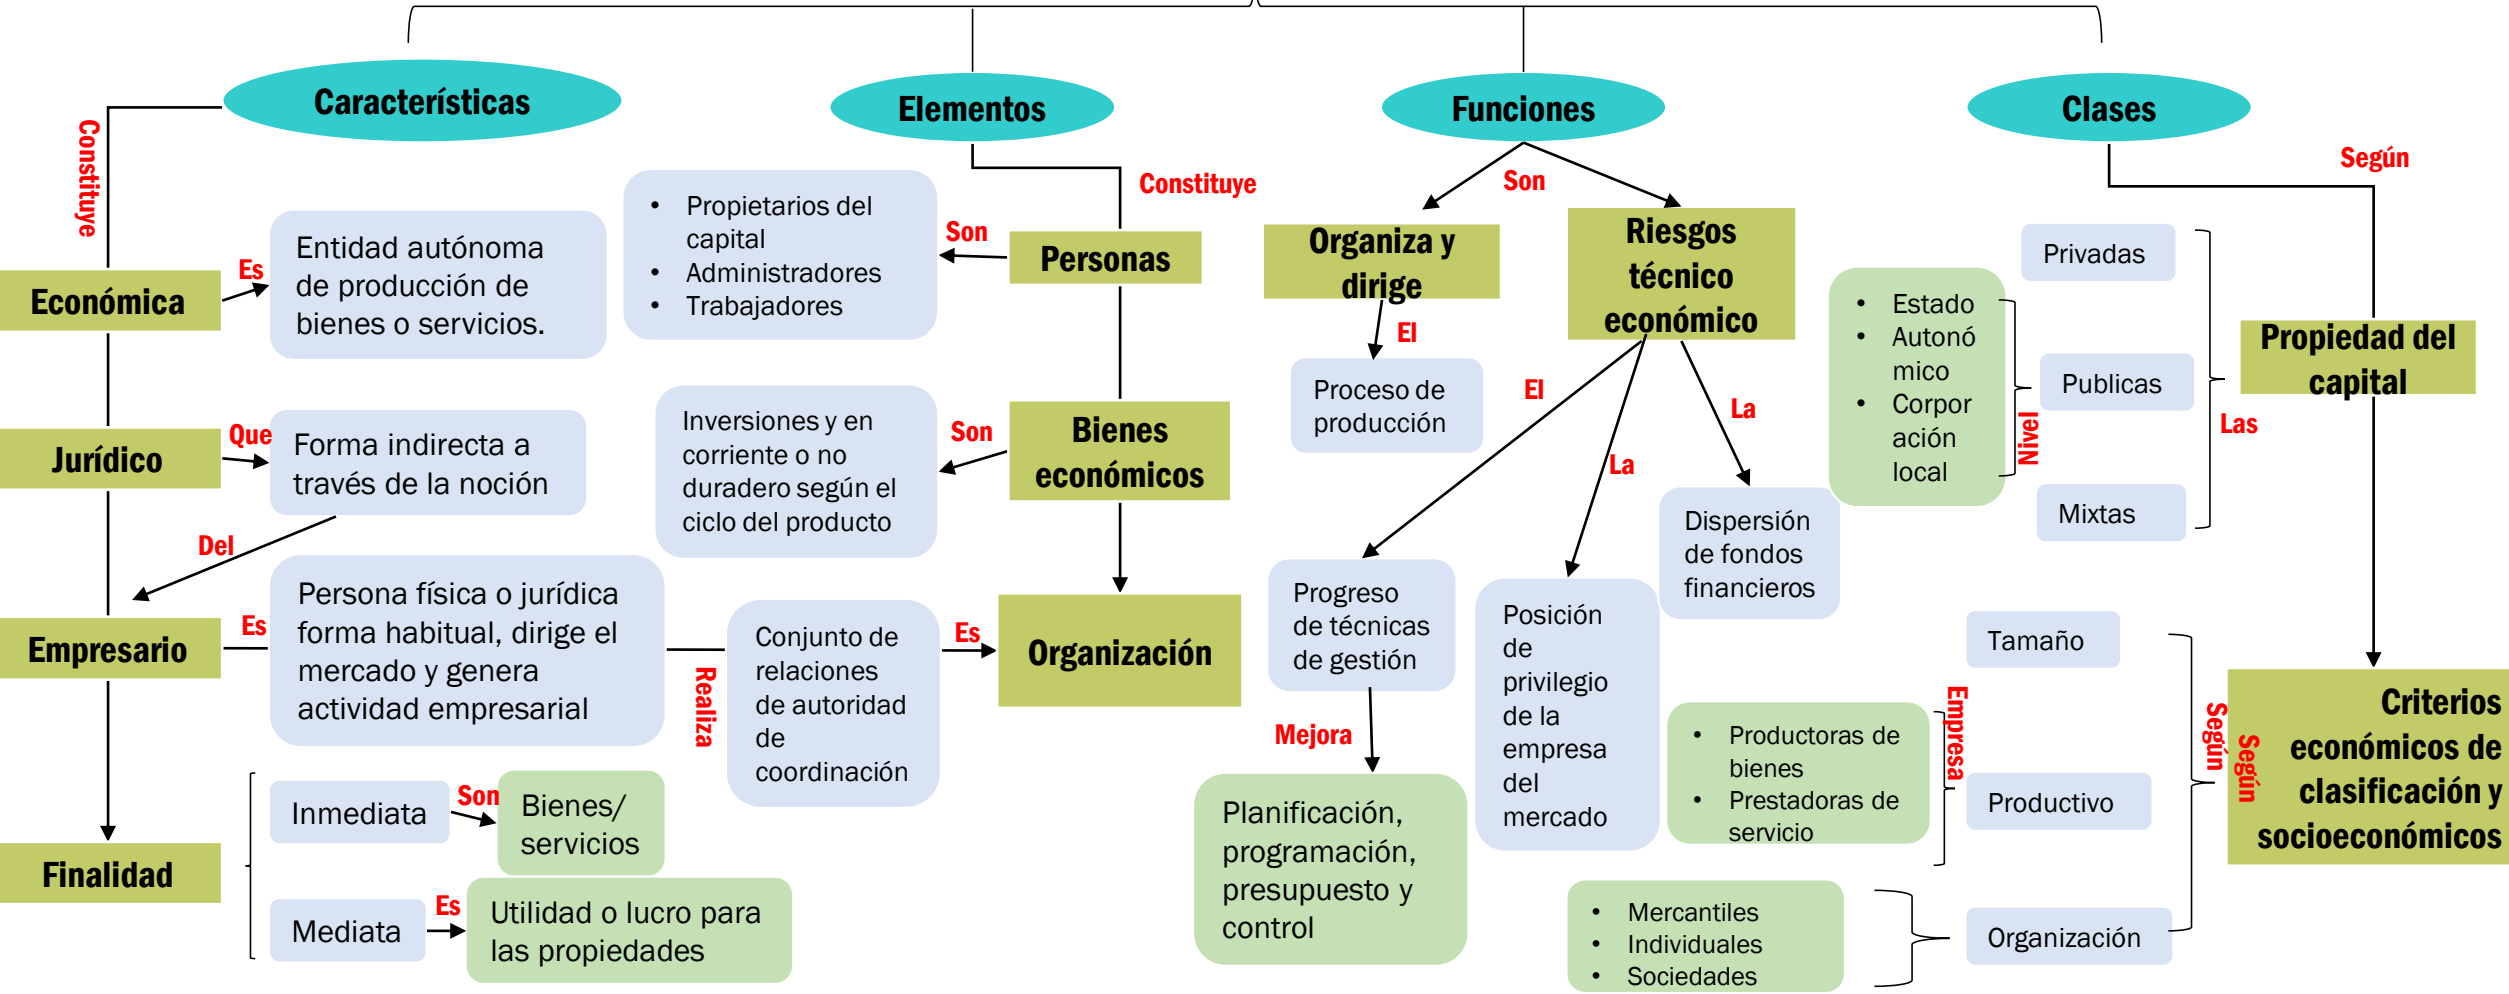 Características
Elementos
Funciones
Clases
Constituye
Económica
Es
Entidad autónoma
de producción de
bienes o servicios.
Jurídico
Que
Forma indirecta a
través de la noción
Del
Empresario
Es
Persona física o jurídica
forma habitual, dirige el
mercado y genera
actividad empresarial
Realiza
Finalidad
Inmediata
Son
Bienes/
servicios
Mediata
Es
Utilidad o lucro para
las propiedades
Constituye
Personas
Son
• Propietarios del
capital
• Administradores
• Trabajadores
Bienes
económicos
Son
Inversiones y en
corriente o no
duradero según el
ciclo del producto
Organización
Es
Conjunto de
relaciones
de autoridad
de
coordinación
Son
Organiza y
dirige
El
Proceso de
producción
Riesgos
técnico
económico
El
La
La
Progreso
de técnicas
de gestión
Mejora
Planificación,
programación,
presupuesto y
control
Posición
de
privilegio
de la
empresa
del
mercado
Dispersión
de fondos
financieros
Según
Propiedad del
capital
Las
Privadas
Publicas
Mixtas
Nivel
• Estado
• Autonó
mico
• Corpor
ación
local
Criterios
económicos de
clasificación y
socioeconómicos
Según
Según
Tamaño
Productivo
Organización
Empresa
• Productoras de
bienes
• Prestadoras de
servicio
• Mercantiles
• Individuales
• Sociedades